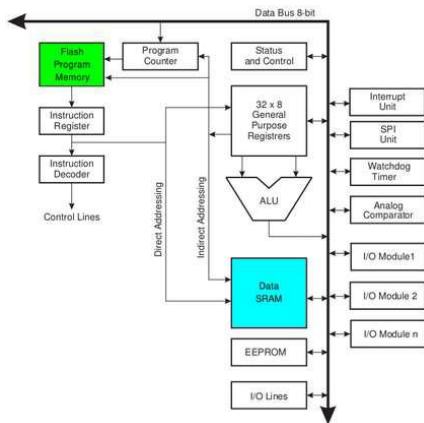 Data Bus 8-bit
Flash
Program
Memory
Program
Counter
Status
and Control
Instruction
Register
32 x 8
General
Purpose
Registrers
Interrupt
Unit
SPI
Unit
Instruction
Decoder
Watchdog
Timer
ALU
Control Lines
Analog
Comparator
Direct Addressing
Indirect Addressing
I/O Module1
Data
SRAM
I/O Module 2
I/O Module n
EEPROM
I/O Lines